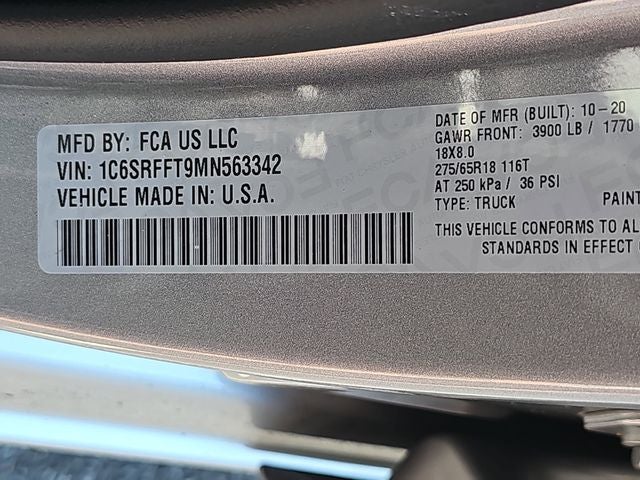 MFD BY: FCA US LLC
VIN: 1C6SRFFT9MN563342
VEHICLE MADE IN: U.S.A.
DATE OF MFR (BUILT): 10-20
GAWR FRONT: 3900 LB / 1770
18X8.0
275/65R18 116T
AT 250 kPa / 36 PSI
TYPE: TRUCK PAINT
THIS VEHICLE CONFORMS TO AL
STANDARDS IN EFFECT